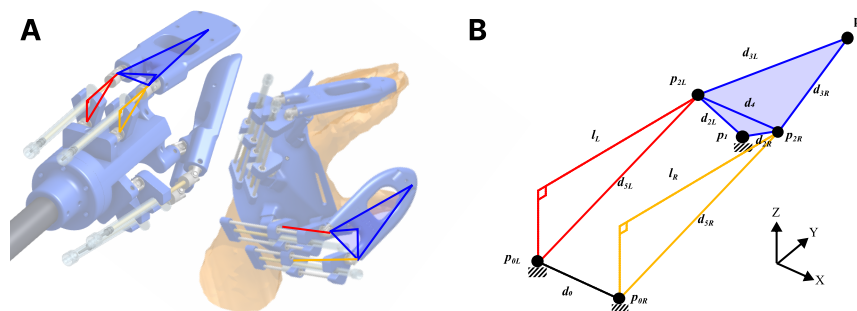 A
B
P
d3L
p2L
d4
d3R
d2L
p1
d2R
p2R
lL
lR
d5L
d5R
Z
Y
X
p0L
d0
p0R